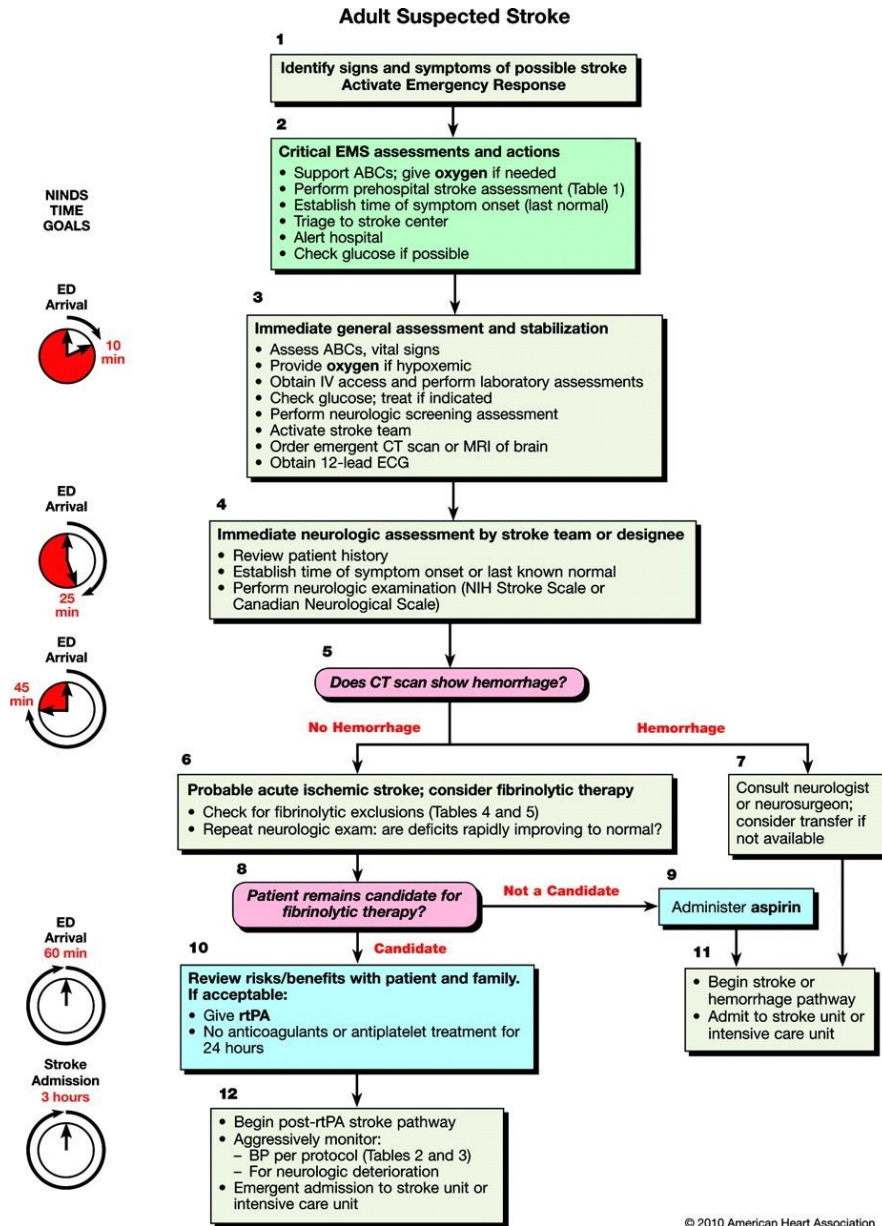 Adult Suspected Stroke
1
Identify signs and symptoms of possible stroke
Activate Emergency Response
2
Critical EMS assessments and actions
• Support ABCs; give oxygen if needed
• Perform prehospital stroke assessment (Table 1)
• Establish time of symptom onset (last normal)
• Triage to stroke center
• Alert hospital
• Check glucose if possible
NINDS
TIME
GOALS
ED
Arrival
10
min
3
Immediate general assessment and stabilization
• Assess ABCs, vital signs
• Provide oxygen if hypoxemic
• Obtain IV access and perform laboratory assessments
• Check glucose; treat if indicated
• Perform neurologic screening assessment
• Activate stroke team
• Order emergent CT scan or MRI of brain
• Obtain 12-lead ECG
ED
Arrival
25
min
4
Immediate neurologic assessment by stroke team or designee
• Review patient history
• Establish time of symptom onset or last known normal
• Perform neurologic examination (NIH Stroke Scale or
Canadian Neurological Scale)
ED
Arrival
45
min
5
Does CT scan show hemorrhage?
No Hemorrhage
Hemorrhage
6
Probable acute ischemic stroke; consider fibrinolytic therapy
• Check for fibrinolytic exclusions (Tables 4 and 5)
• Repeat neurologic exam: are deficits rapidly improving to normal?
7
Consult neurologist
or neurosurgeon;
consider transfer if
not available
8
Patient remains candidate for
fibrinolytic therapy?
Not a Candidate
9
Administer aspirin
Candidate
ED
Arrival
60 min
10
Review risks/benefits with patient and family.
If acceptable:
• Give rtPA
• No anticoagulants or antiplatelet treatment for
24 hours
11
• Begin stroke or
hemorrhage pathway
• Admit to stroke unit or
intensive care unit
Stroke
Admission
3 hours
12
• Begin post-rtPA stroke pathway
• Aggressively monitor:
– BP per protocol (Tables 2 and 3)
– For neurologic deterioration
• Emergent admission to stroke unit or
intensive care unit
© 2010 American Heart Association